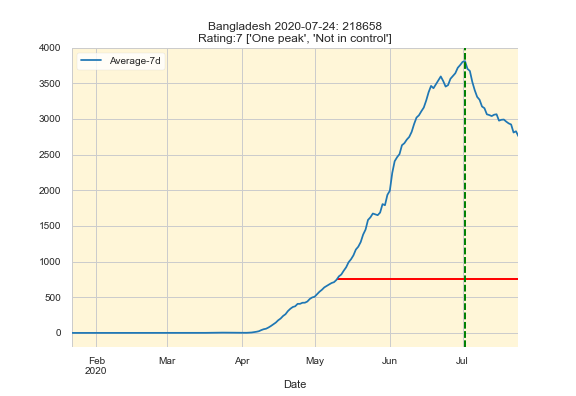 Bangladesh 2020-07-24: 218658
Rating:7 ['One peak', 'Not in control']
Average-7d
4000
3500
3000
2500
2000
1500
1000
500
0
Feb
2020
Mar
Apr
May
Jun
Jul
Date